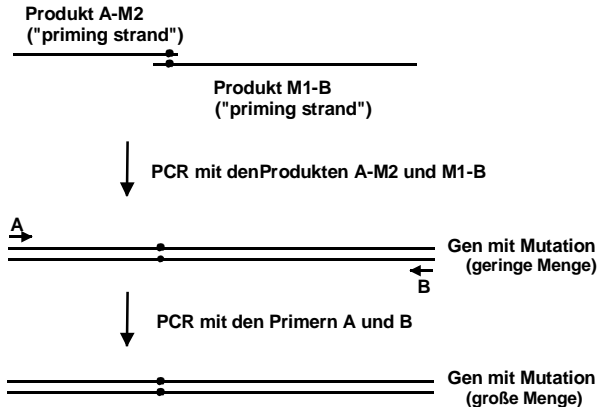 Produkt A-M2
("priming strand")
Produkt M1-B
("priming strand")
PCR mit denProdukten A-M2 und M1-B
A
Gen mit Mutation
(geringe Menge)
B
PCR mit den Primern A und B
Gen mit Mutation
(große Menge)